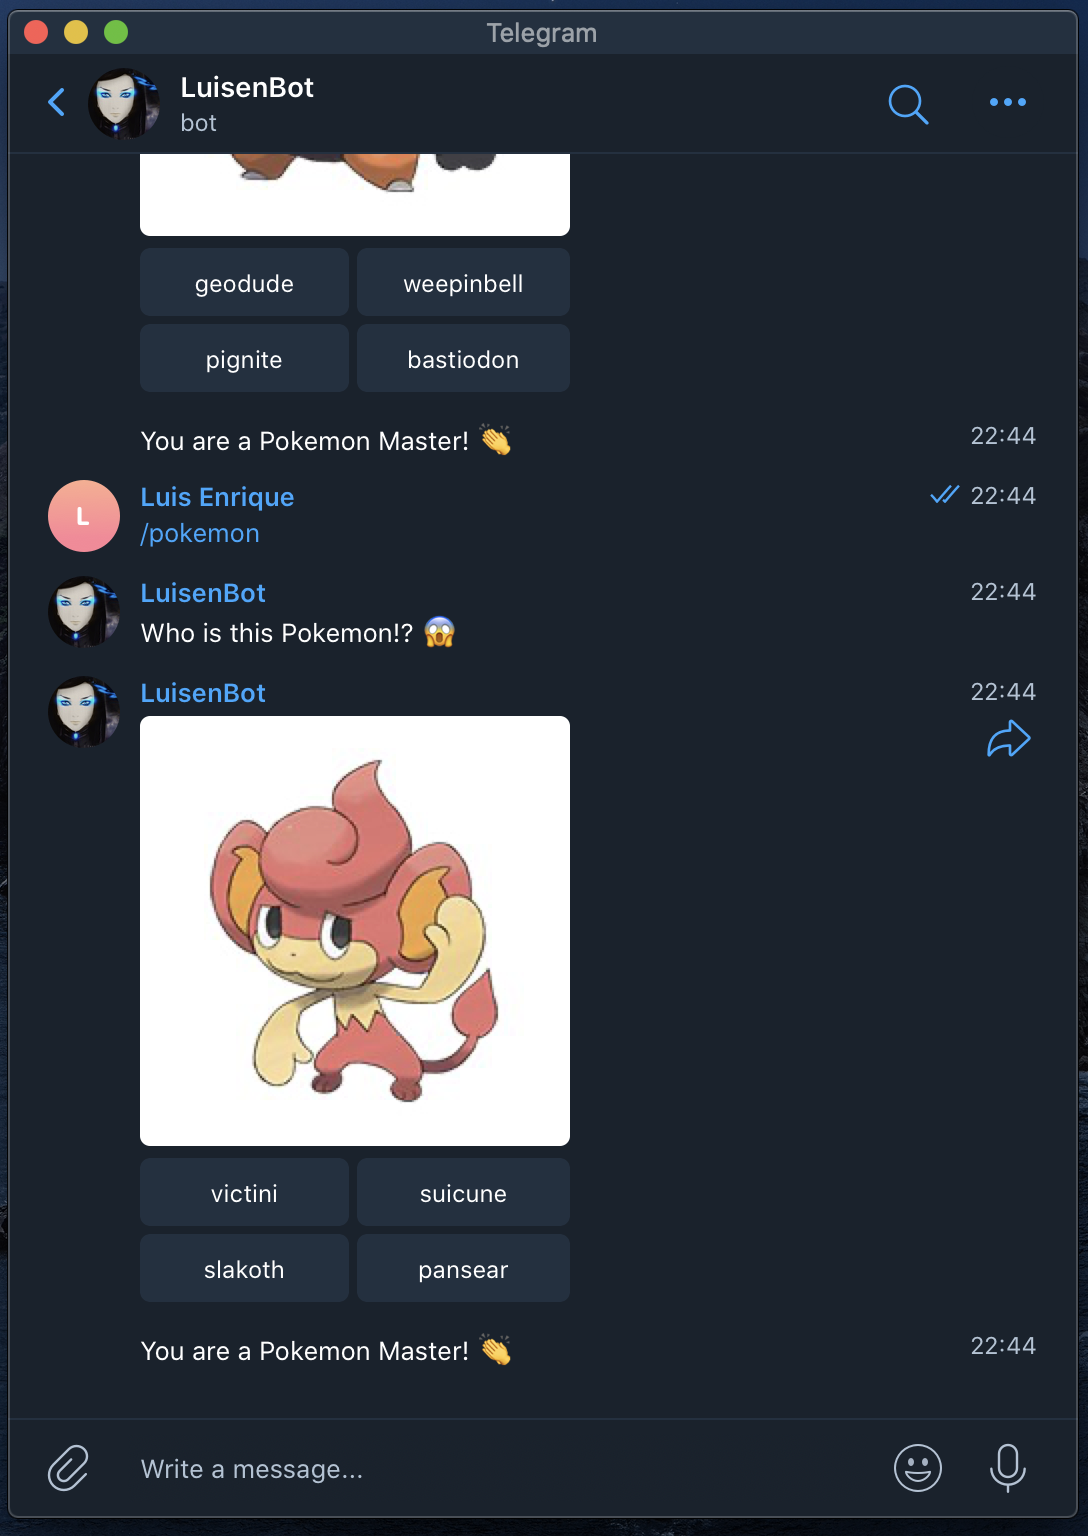 Telegram
LuisenBot
bot
geodude weepinbell
pignite bastiodon
You are a Pokemon Master! 👏 22:44
L
Luis Enrique 22:44
/pokemon
LuisenBot 22:44
Who is this Pokemon!? 😱
LuisenBot 22:44
victini suicune
slakoth pansear
You are a Pokemon Master! 👏 22:44
Write a message...